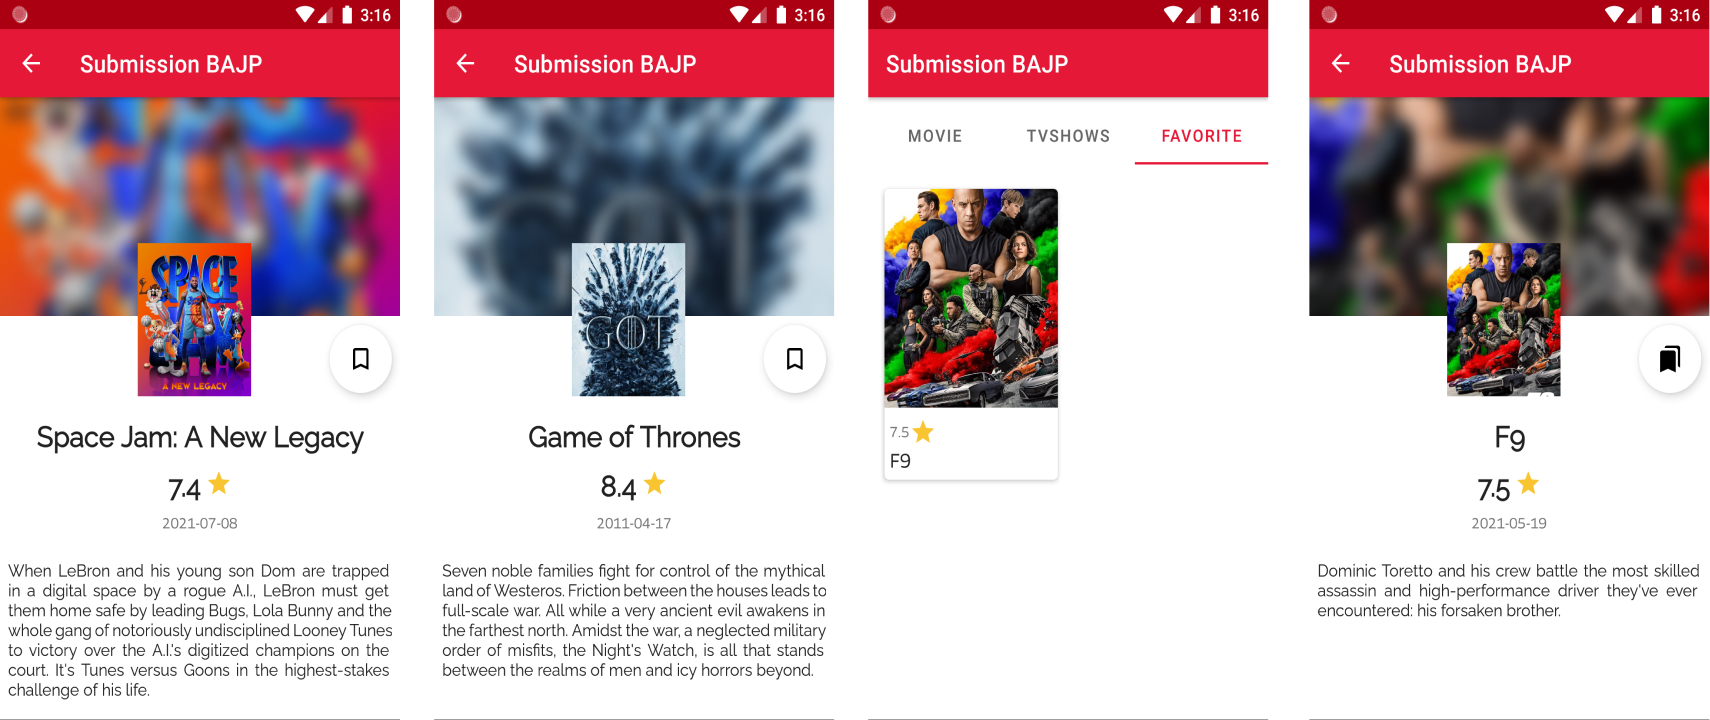 3:16
Submission BAJP
SPACE
JAM
A NEW LEGACY
Space Jam: A New Legacy
7.4
2021-07-08
When LeBron and his young son Dom are trapped
in a digital space by a rogue A.I., LeBron must get
them home safe by leading Bugs, Lola Bunny and the
whole gang of notoriously undisciplined Looney Tunes
to victory over the A.I.'s digitized champions on the
court. It's Tunes versus Goons in the highest-stakes
challenge of his life.
3:16
Submission BAJP
GOT
GOT
Game of Thrones
8.4
2011-04-17
Seven noble families fight for control of the mythical
land of Westeros. Friction between the houses leads to
full-scale war. All while a very ancient evil awakens in
the farthest north. Amidst the war, a neglected military
order of misfits, the Night's Watch, is all that stands
between the realms of men and icy horrors beyond.
3:16
Submission BAJP
MOVIE TVSHOWS FAVORITE
7.5
F9
3:16
Submission BAJP
F9
7.5
2021-05-19
Dominic Toretto and his crew battle the most skilled
assassin and high-performance driver they've ever
encountered: his forsaken brother.